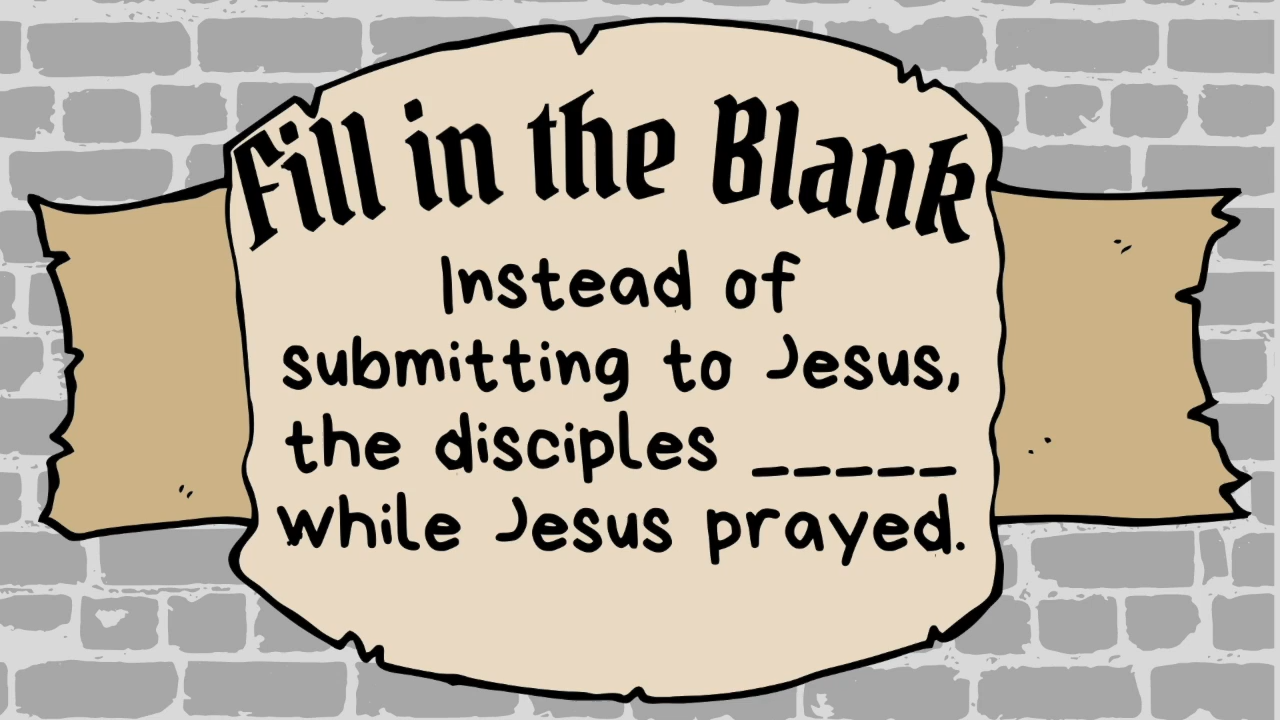 Fill in the Blank
Instead of
submitting to Jesus,
the disciples _____
while Jesus prayed.